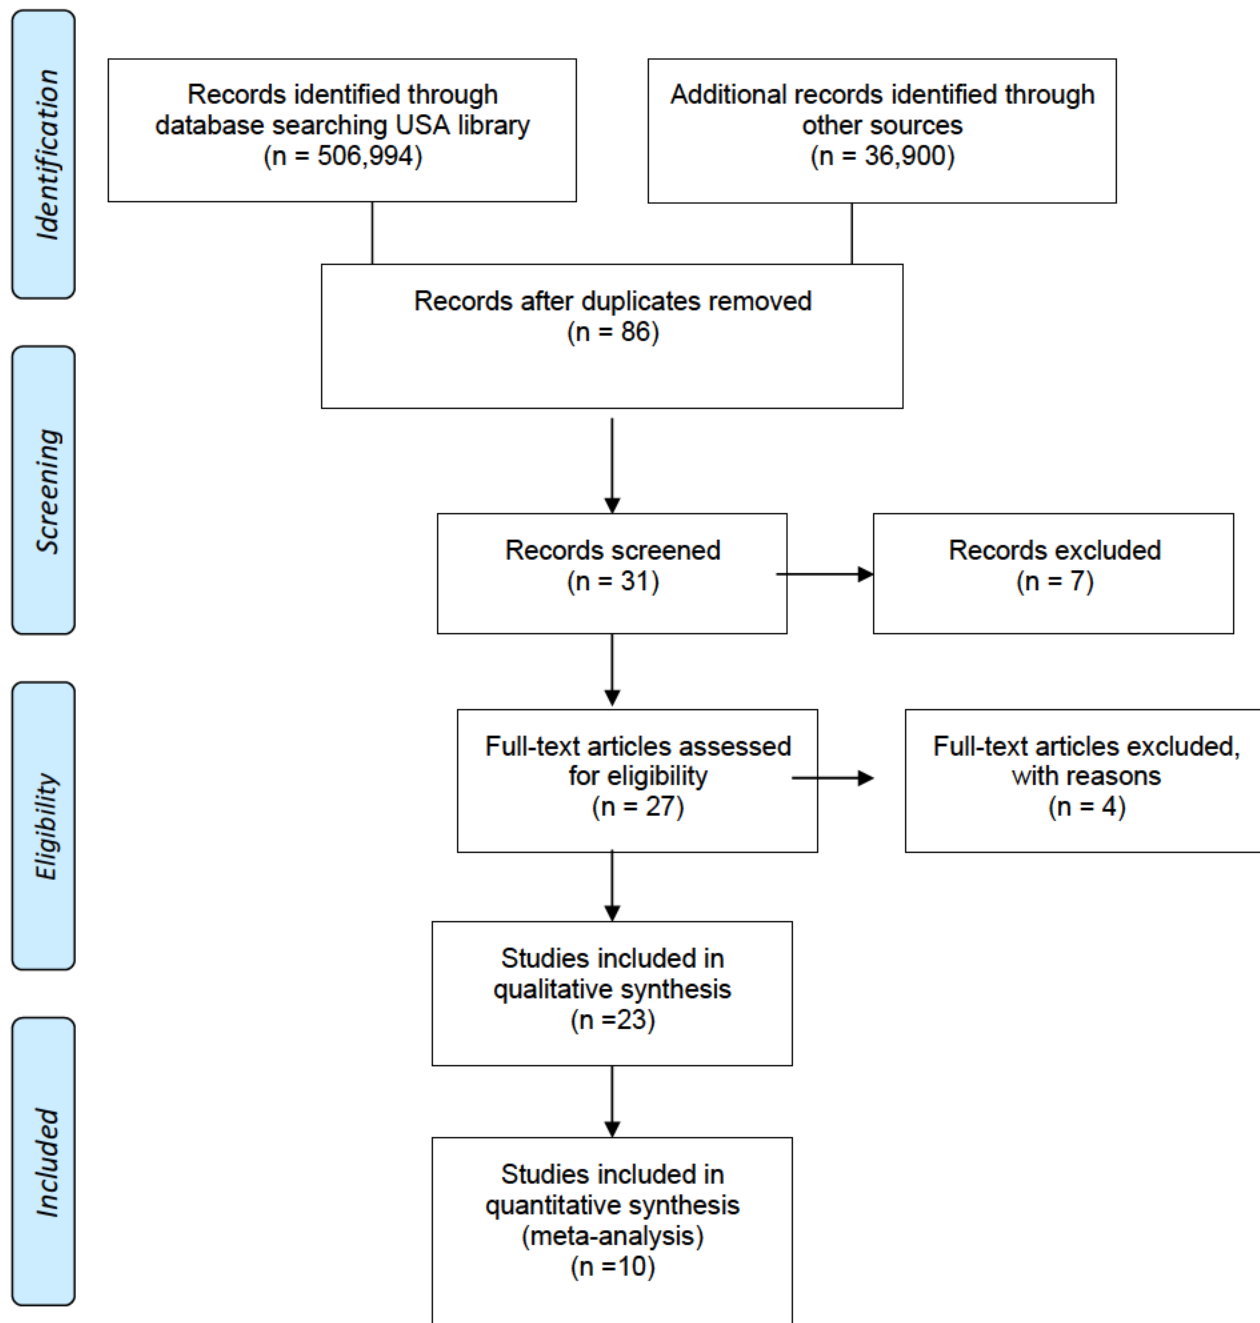 Identification
Records identified through
database searching USA library
(n = 506,994)
Additional records identified through
other sources
(n = 36,900)
Records after duplicates removed
(n = 86)
Screening
Records screened
(n = 31)
Records excluded
(n = 7)
Eligibility
Full-text articles assessed
for eligibility
(n = 27)
Full-text articles excluded,
with reasons
(n = 4)
Studies included in
qualitative synthesis
(n =23)
Included
Studies included in
quantitative synthesis
(meta-analysis)
(n =10)